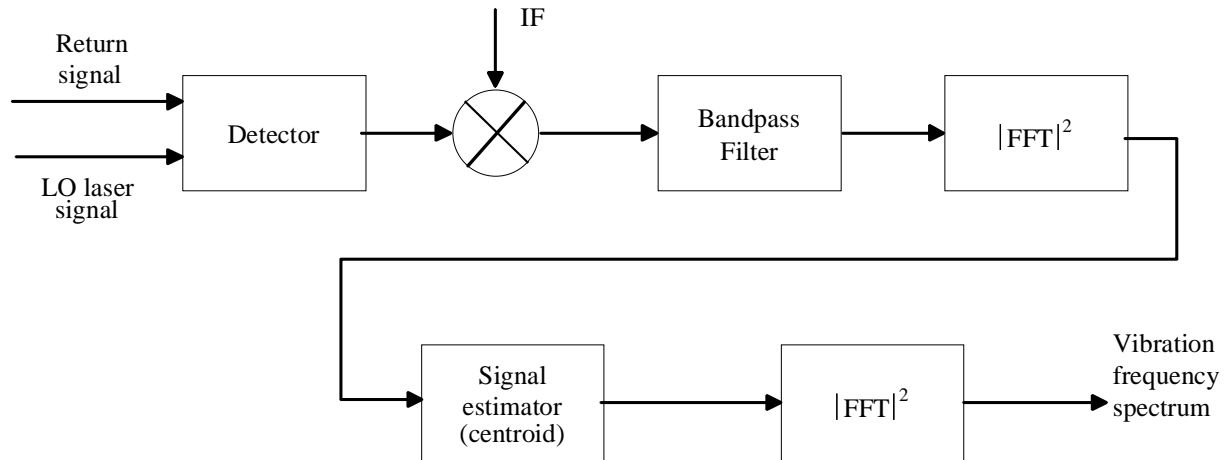 IF
Return
signal
LO laser
signal
Detector
Bandpass
Filter
|FFT|²
Signal
estimator
(centroid)
|FFT|²
Vibration
frequency
spectrum